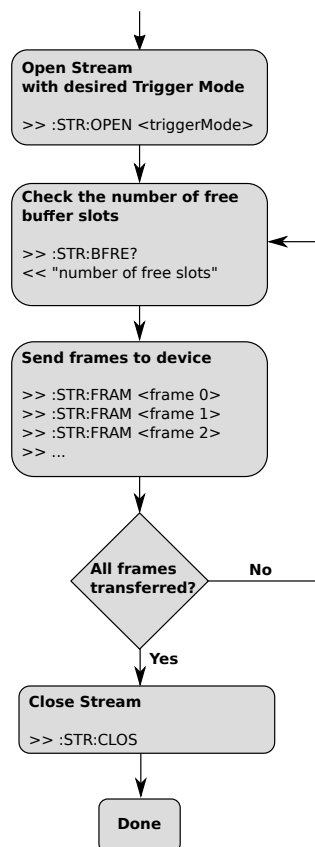 Open Stream
with desired Trigger Mode
>> :STR:OPEN <triggerMode>
Check the number of free
buffer slots
>> :STR:BFRE?
<< "number of free slots"
Send frames to device
>> :STR:FRAM <frame 0>
>> :STR:FRAM <frame 1>
>> :STR:FRAM <frame 2>
>> ...
All frames
transferred?
No
Yes
Close Stream
>> :STR:CLOS
Done